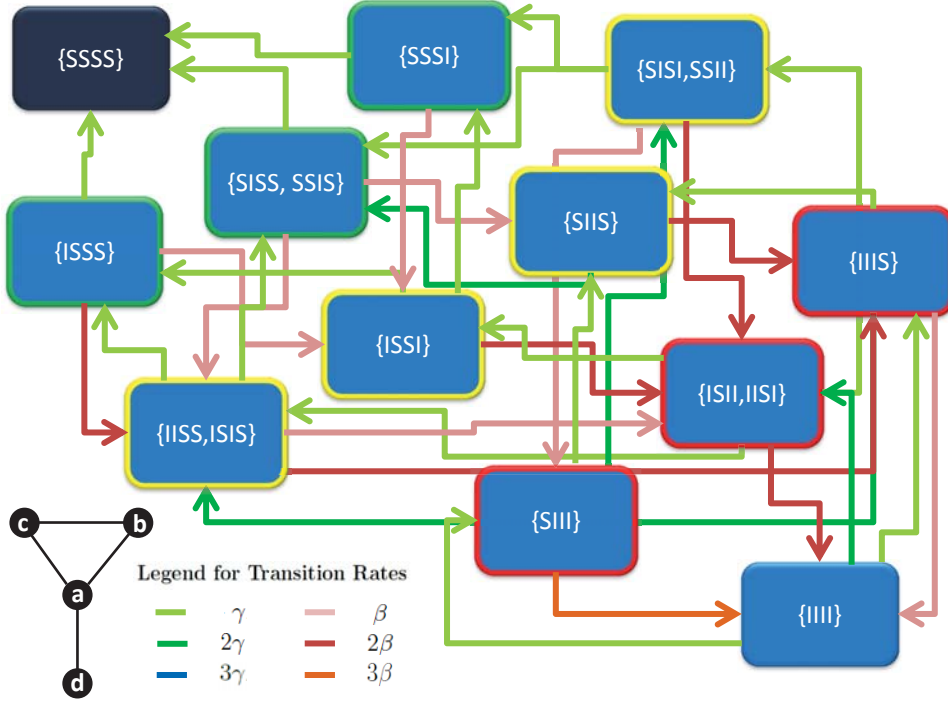 {SSSS}
{SSSI}
{SISI,SSII}
{SISS, SSIS}
{SIIS}
{ISSS}
{IIIS}
{ISSI}
{ISII,IISI}
{IISS,ISIS}
{SIII}
{IIII}
c
b
a
d
Legend for Transition Rates
γ β
2γ 2β
3γ 3β